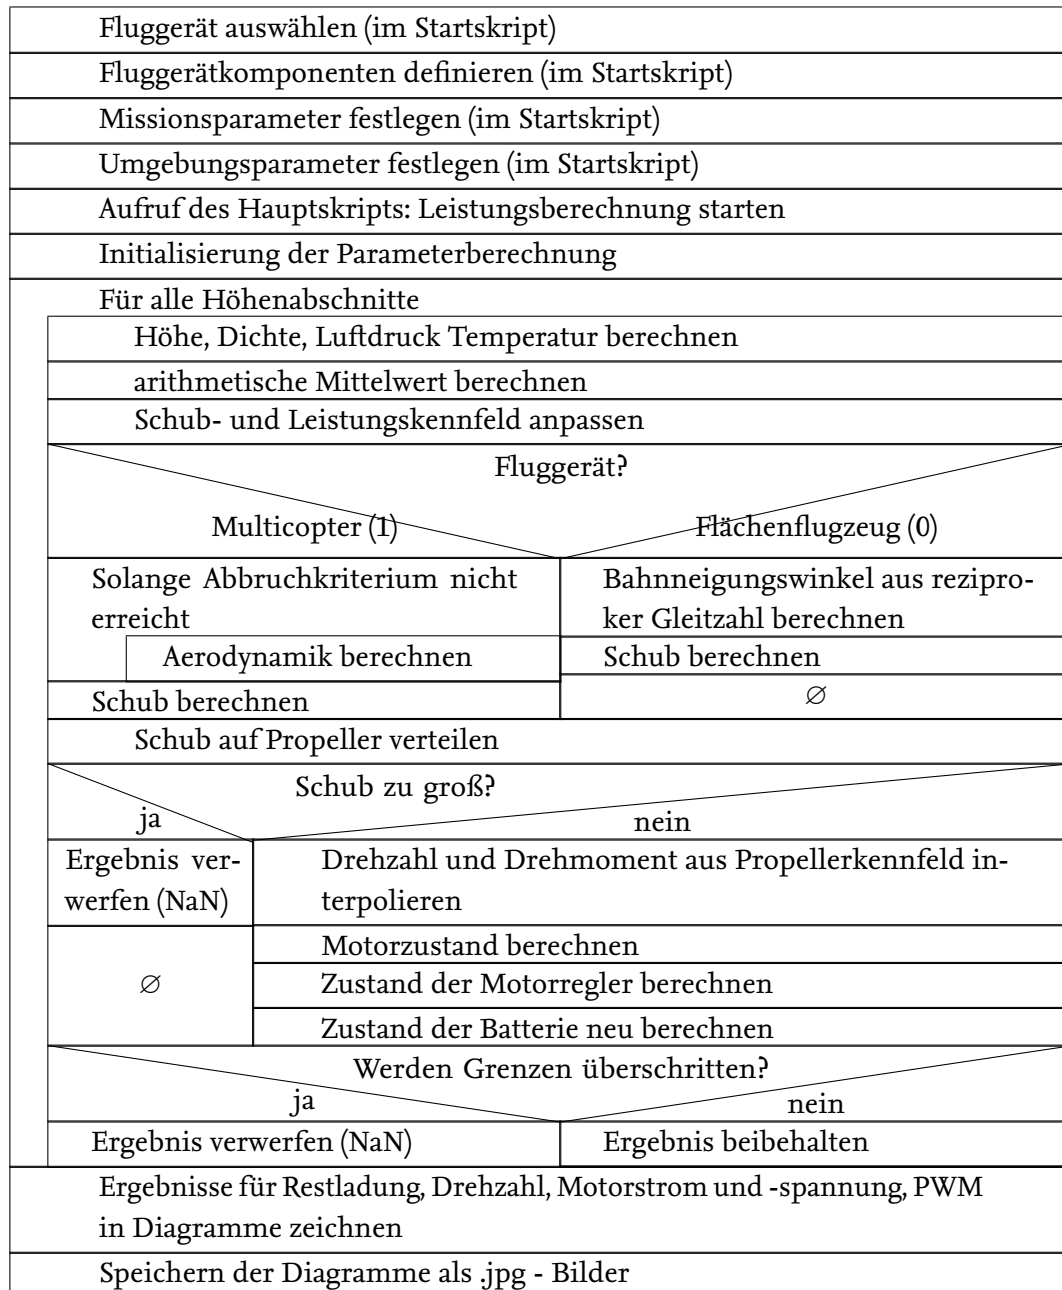 Fluggerät auswählen (im Startskript)
Fluggerätkomponenten definieren (im Startskript)
Missionsparameter festlegen (im Startskript)
Umgebungsparameter festlegen (im Startskript)
Aufruf des Hauptskripts: Leistungsberechnung starten
Initialisierung der Parameterberechnung
Für alle Höhenabschnitte
Höhe, Dichte, Luftdruck Temperatur berechnen
arithmetische Mittelwert berechnen
Schub- und Leistungskennfeld anpassen
Fluggerät?
Multicopter (1)
Flächenflugzeug (0)
Solange Abbruchkriterium nicht
erreicht
Aerodynamik berechnen
Schub berechnen
Bahnneigungswinkel aus rezipro-
ker Gleitzahl berechnen
Schub berechnen
∅
Schub auf Propeller verteilen
Schub zu groß?
ja
nein
Ergebnis ver-
werfen (NaN)
∅
Drehzahl und Drehmoment aus Propellerkennfeld in-
terpolieren
Motorzustand berechnen
Zustand der Motorregler berechnen
Zustand der Batterie neu berechnen
Werden Grenzen überschritten?
ja
nein
Ergebnis verwerfen (NaN)
Ergebnis beibehalten
Ergebnisse für Restladung, Drehzahl, Motorstrom und -spannung, PWM
in Diagramme zeichnen
Speichern der Diagramme als .jpg - Bilder